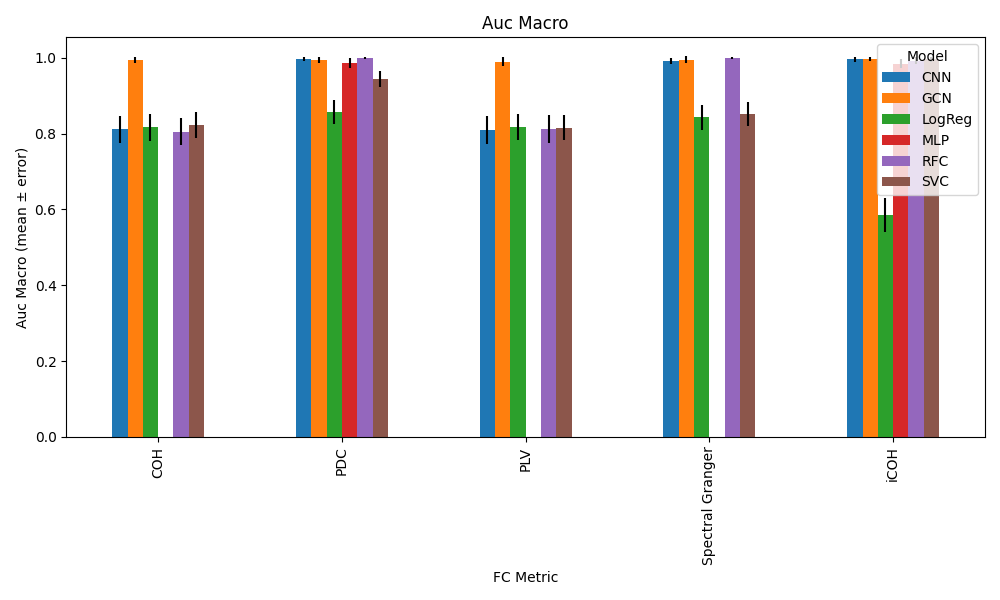 Auc Macro
Model
CNN
GCN
LogReg
MLP
RFC
SVC
Auc Macro (mean ± error)
1.0
0.8
0.6
0.4
0.2
0.0
COH
PDC
PLV
Spectral Granger
iCOH
FC Metric